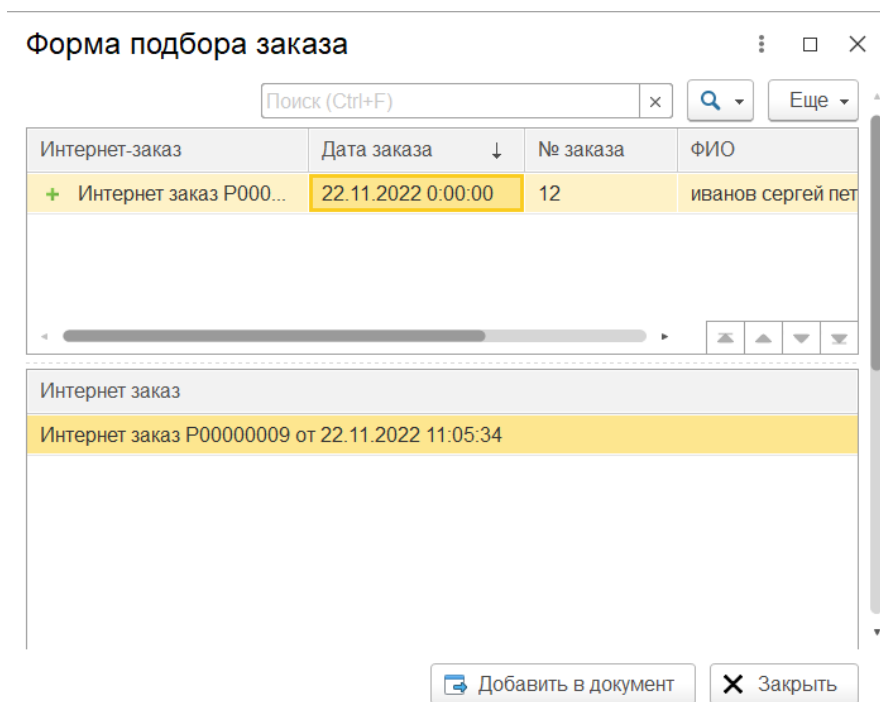 Форма подбора заказа
Поиск (Ctrl+F)
Еще
Интернет-заказ Дата заказа № заказа ФИО
Интернет заказ Р000... 22.11.2022 0:00:00 12 иванов сергей пет
Интернет заказ
Интернет заказ Р00000009 от 22.11.2022 11:05:34
Добавить в документ Закрыть